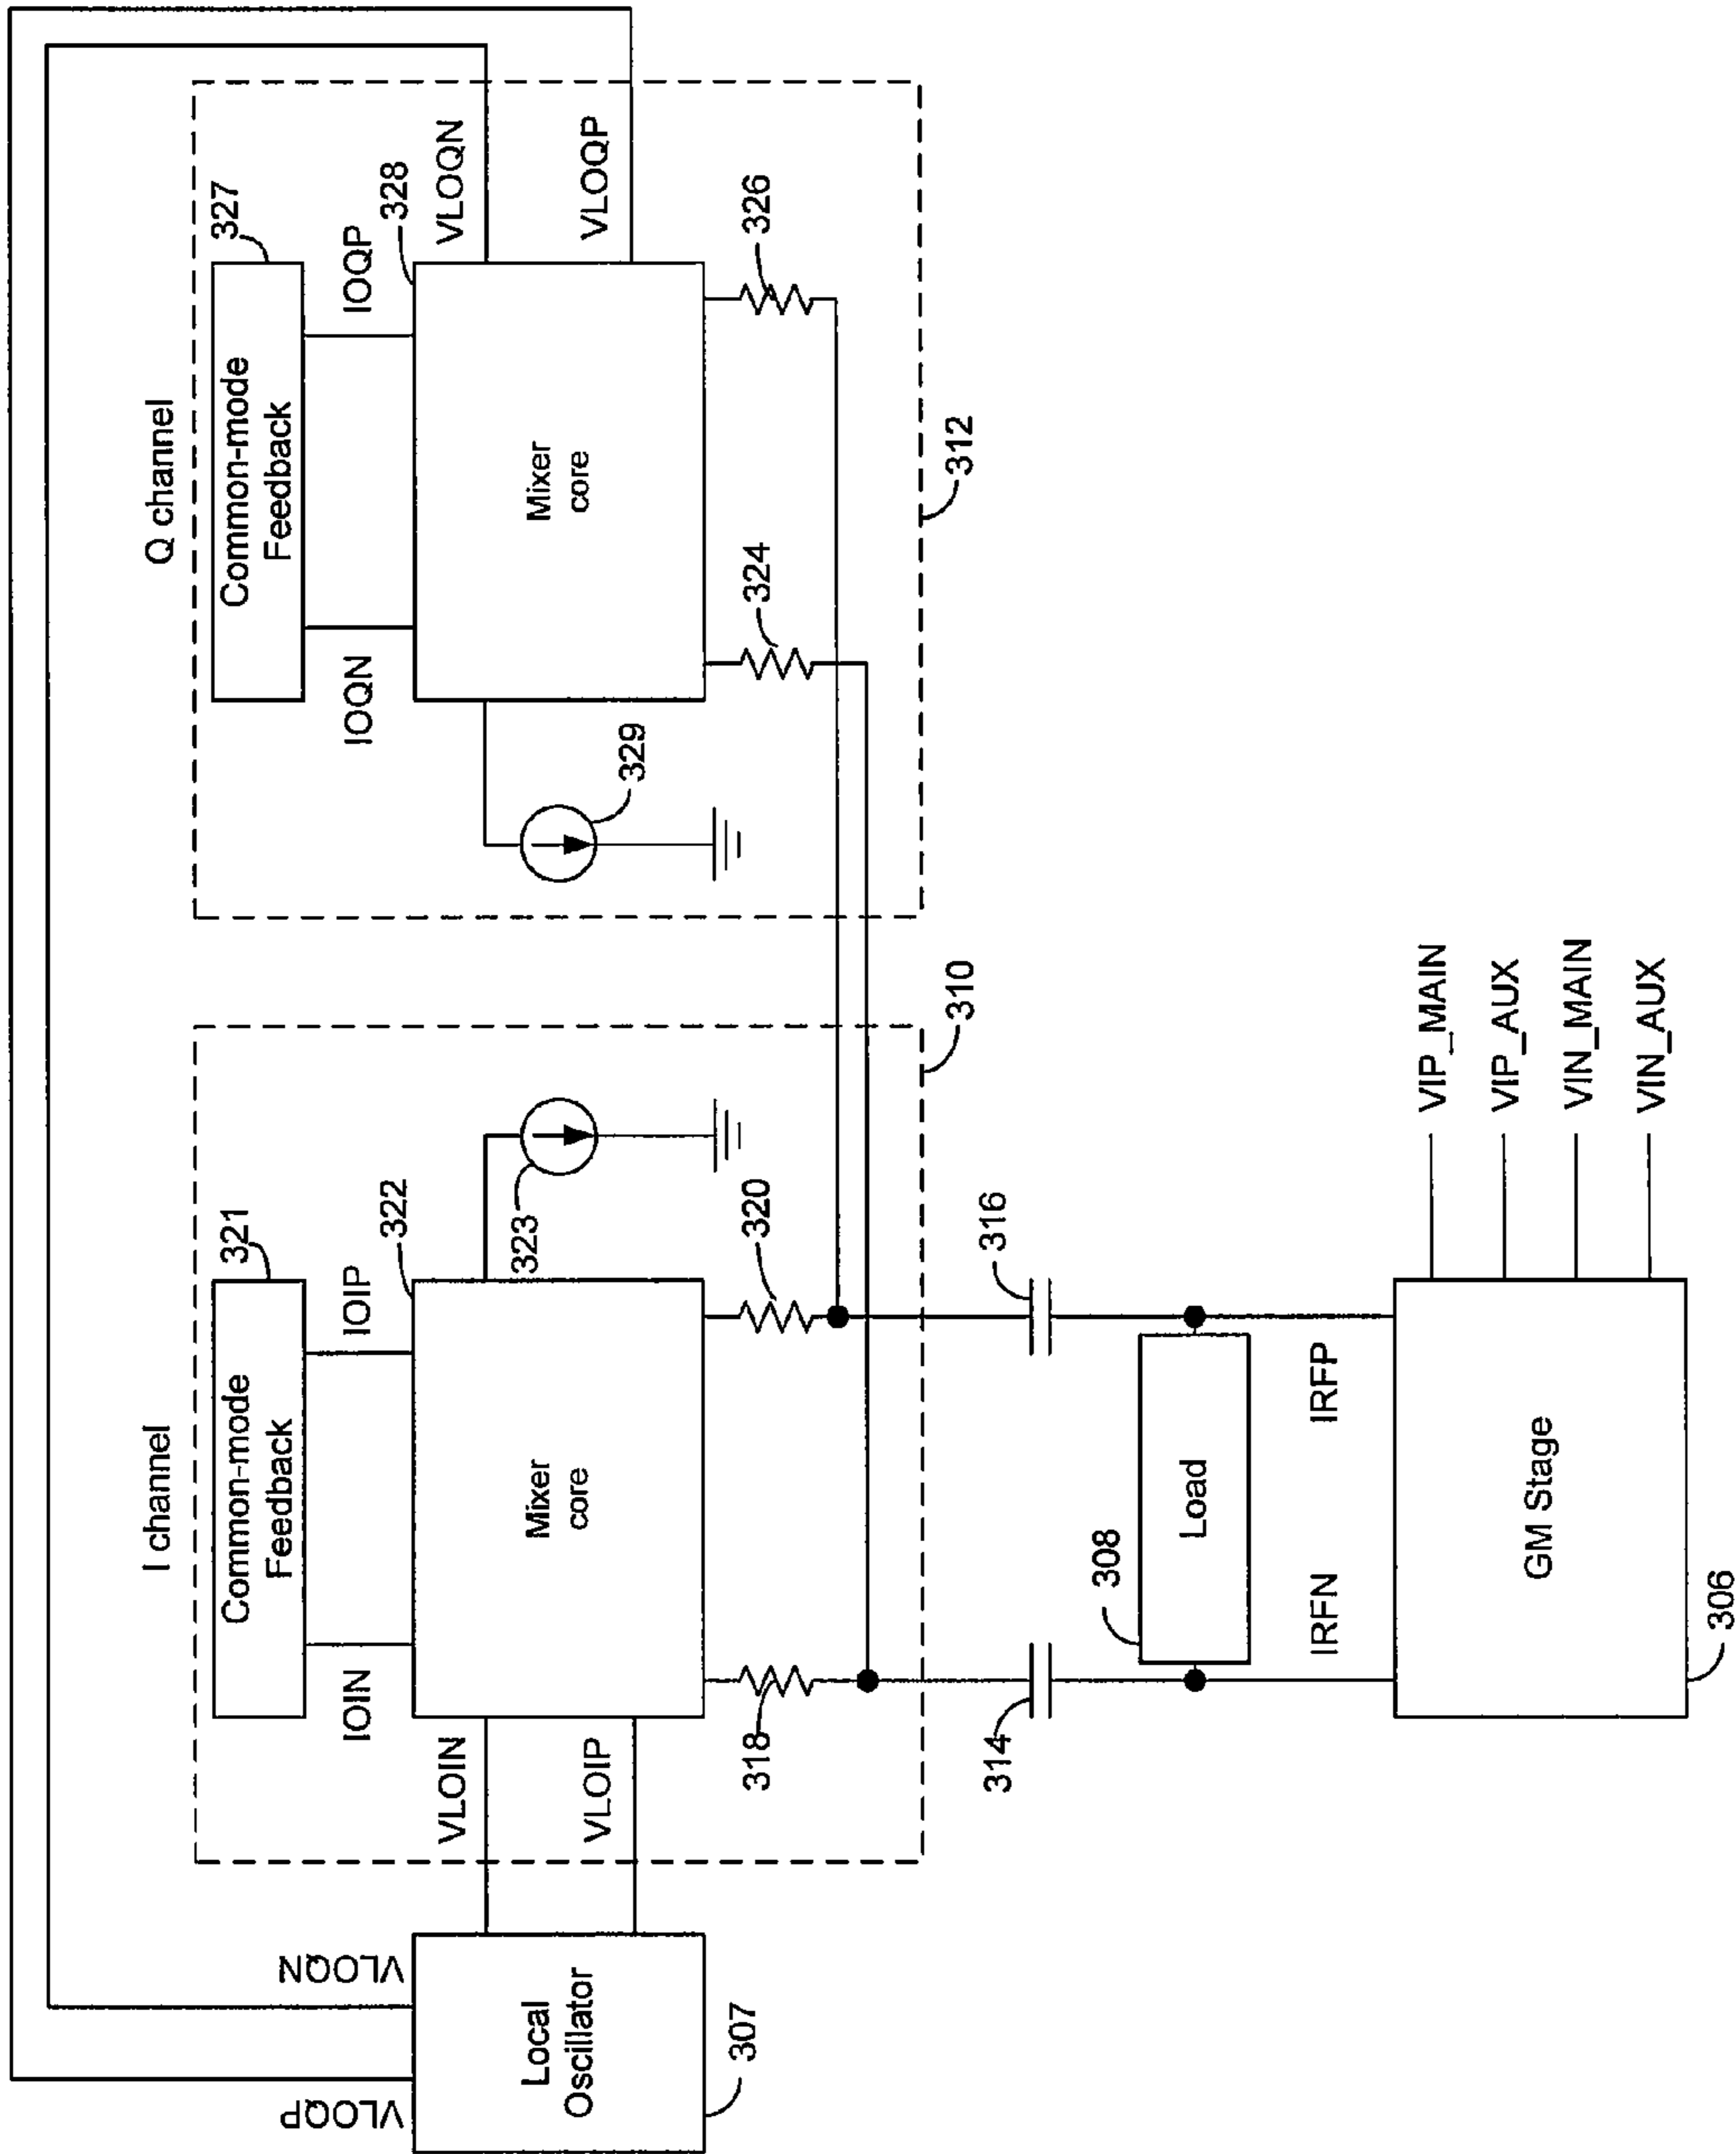 VLOQP
VLOQN
Local
Oscillator
307
I channel
Common-mode
Feedback
321
IOIN
IOIP
322
VLOIN
VLOIP
Mixer
core
323
318
320
310
Q channel
Common-mode
Feedback
327
IOQN
IOQP
328
VLOQN
VLOQP
Mixer
core
329
324
326
312
314
316
308
Load
IRFN
IRFP
GM Stage
306
VIP_MAIN
VIP_AUX
VIN_MAIN
VIN_AUX